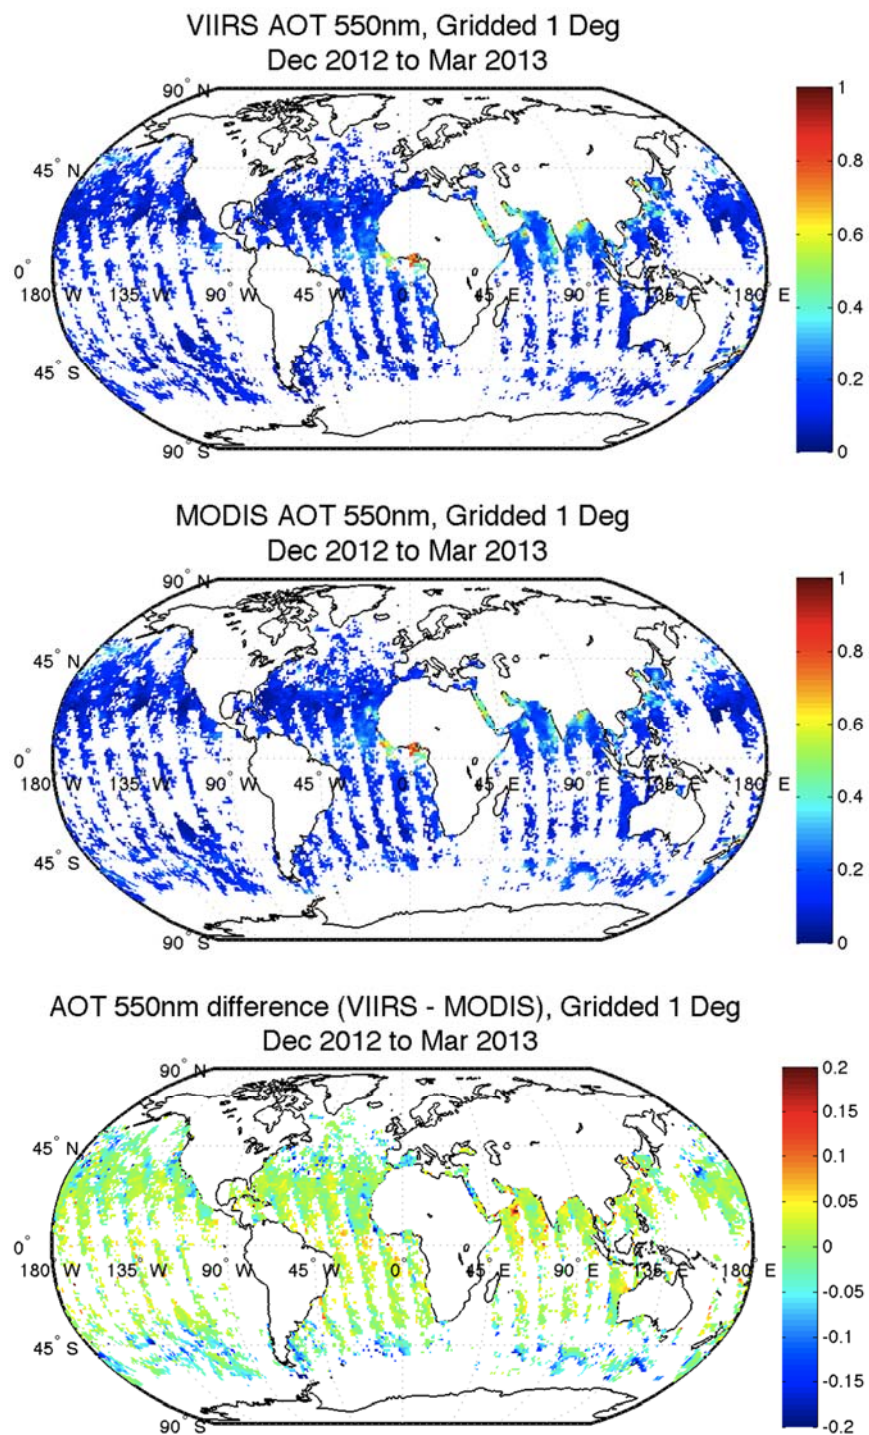 VIIRS AOT 550nm, Gridded 1 Deg
Dec 2012 to Mar 2013
90° N
45° N
0°
180° W 135° W 90° W 45° W 0° 45° E 90° E 135° E 180° E
45° S
90° S
1
0.8
0.6
0.4
0.2
0
MODIS AOT 550nm, Gridded 1 Deg
Dec 2012 to Mar 2013
90° N
45° N
0°
180° W 135° W 90° W 45° W 0° 45° E 90° E 135° E 180° E
45° S
90° S
1
0.8
0.6
0.4
0.2
0
AOT 550nm difference (VIIRS - MODIS), Gridded 1 Deg
Dec 2012 to Mar 2013
90° N
45° N
0°
180° W 135° W 90° W 45° W 0° 45° E 90° E 135° E 180° E
45° S
90° S
0.2
0.15
0.1
0.05
0
-0.05
-0.1
-0.15
-0.2